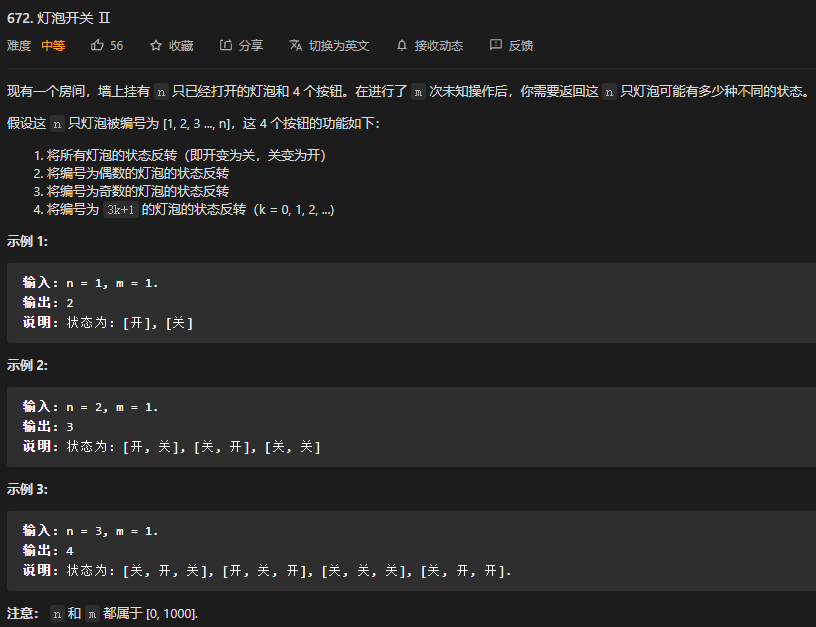 672. 灯泡开关 Ⅱ
难度 中等 56 收藏 分享 切换为英文 接收动态 反馈
现有一个房间，墙上挂有 n 只已经打开的灯泡和 4 个按钮。在进行了 m 次未知操作后，你需要返回这 n 只灯泡可能有多少种不同的状态。
假设这 n 只灯泡被编号为 [1, 2, 3 ..., n]，这 4 个按钮的功能如下：
1. 将所有灯泡的状态反转（即开变为关，关变为开）
2. 将编号为偶数的灯泡的状态反转
3. 将编号为奇数的灯泡的状态反转
4. 将编号为 3k+1 的灯泡的状态反转（k = 0, 1, 2, ...)
示例 1:
输入: n = 1, m = 1.
输出: 2
说明: 状态为: [开], [关]
示例 2:
输入: n = 2, m = 1.
输出: 3
说明: 状态为: [开, 关], [关, 开], [关, 关]
示例 3:
输入: n = 3, m = 1.
输出: 4
说明: 状态为: [关, 开, 关], [开, 关, 开], [关, 关, 关], [关, 开, 开].
注意： n 和 m 都属于 [0, 1000].